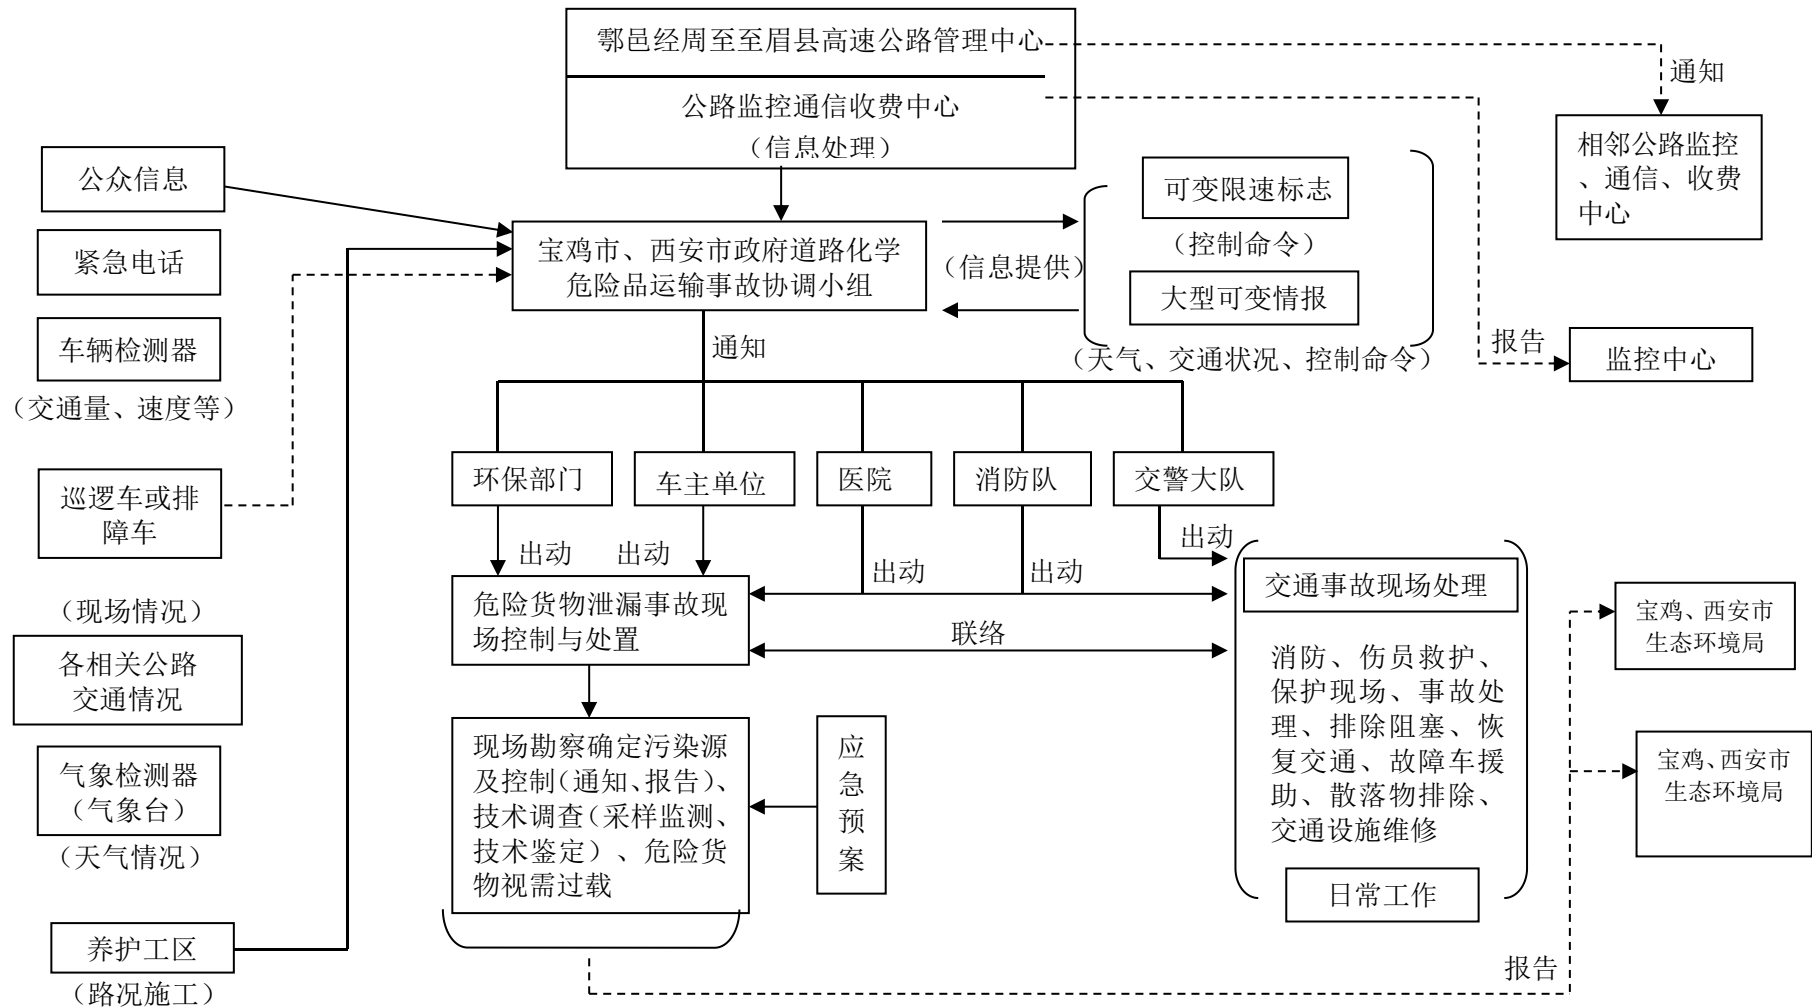 鄠邑经周至至眉县高速公路管理中心
公路监控通信收费中心
（信息处理）
通知
相邻公路监控
、通信、收费
中心
公众信息
紧急电话
车辆检测器
（交通量、速度等）
巡逻车或排
障车
（现场情况）
各相关公路
交通情况
气象检测器
（气象台）
（天气情况）
养护工区
（路况施工）
宝鸡市、西安市政府道路化学
危险品运输事故协调小组
（信息提供）
可变限速标志
（控制命令）
大型可变情报
（天气、交通状况、控制命令）
报告
监控中心
通知
环保部门
车主单位
医院
消防队
交警大队
出动
出动
出动
出动
出动
危险货物泄漏事故现
场控制与处置
联络
交通事故现场处理
消防、伤员救护、
保护现场、事故处
理、排除阻塞、恢
复交通、故障车援
助、散落物排除、
交通设施维修
日常工作
现场勘察确定污染源
及控制（通知、报告）、
技术调查（采样监测、
技术鉴定）、危险货
物视需过载
应
急
预
案
宝鸡、西安市
生态环境局
宝鸡、西安市
生态环境局
报告